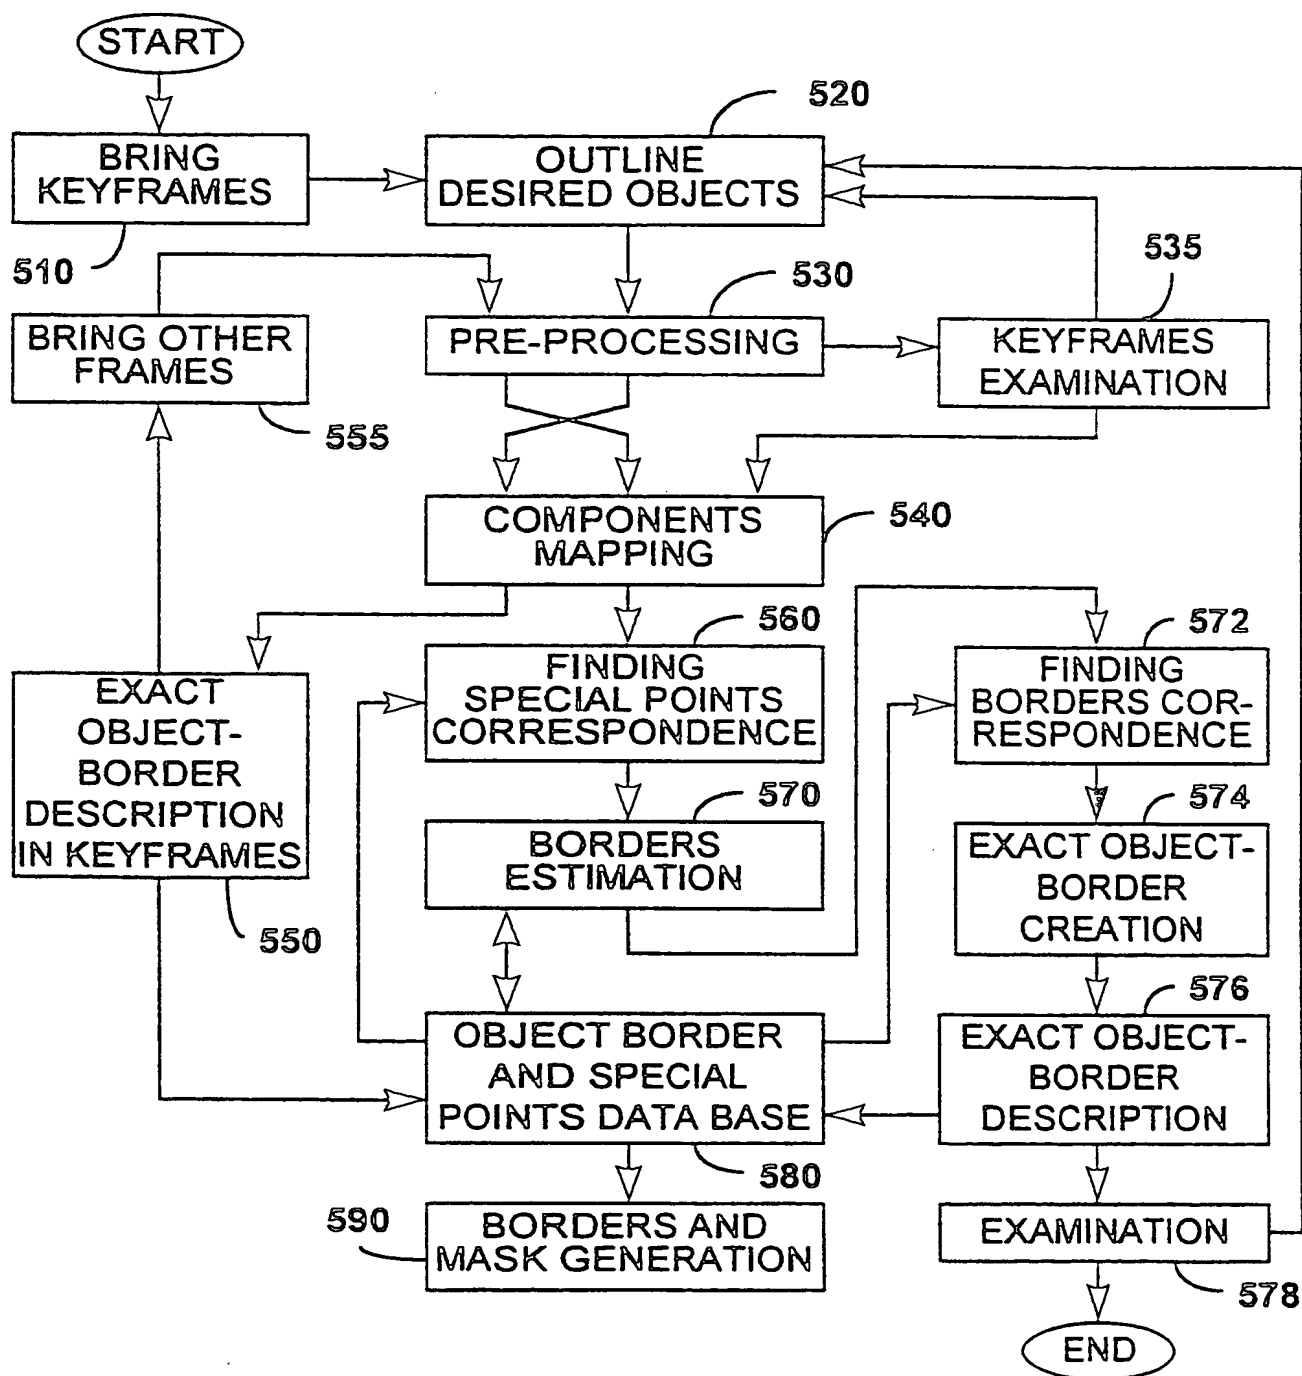 START
520
BRING
KEYFRAMES
OUTLINE
DESIRED OBJECTS
510
535
530
BRING OTHER
FRAMES
PRE-PROCESSING
KEYFRAMES
EXAMINATION
555
COMPONENTS
MAPPING
540
560
572
EXACT
OBJECT-
BORDER
DESCRIPTION
IN KEYFRAMES
FINDING
SPECIAL POINTS
CORRESPONDENCE
FINDING
BORDERS COR-
RESPONDENCE
570
574
BORDERS
ESTIMATION
EXACT OBJECT-
BORDER
CREATION
550
576
OBJECT BORDER
AND SPECIAL
POINTS DATA BASE
EXACT OBJECT-
BORDER
DESCRIPTION
580
590
BORDERS AND
MASK GENERATION
EXAMINATION
578
END